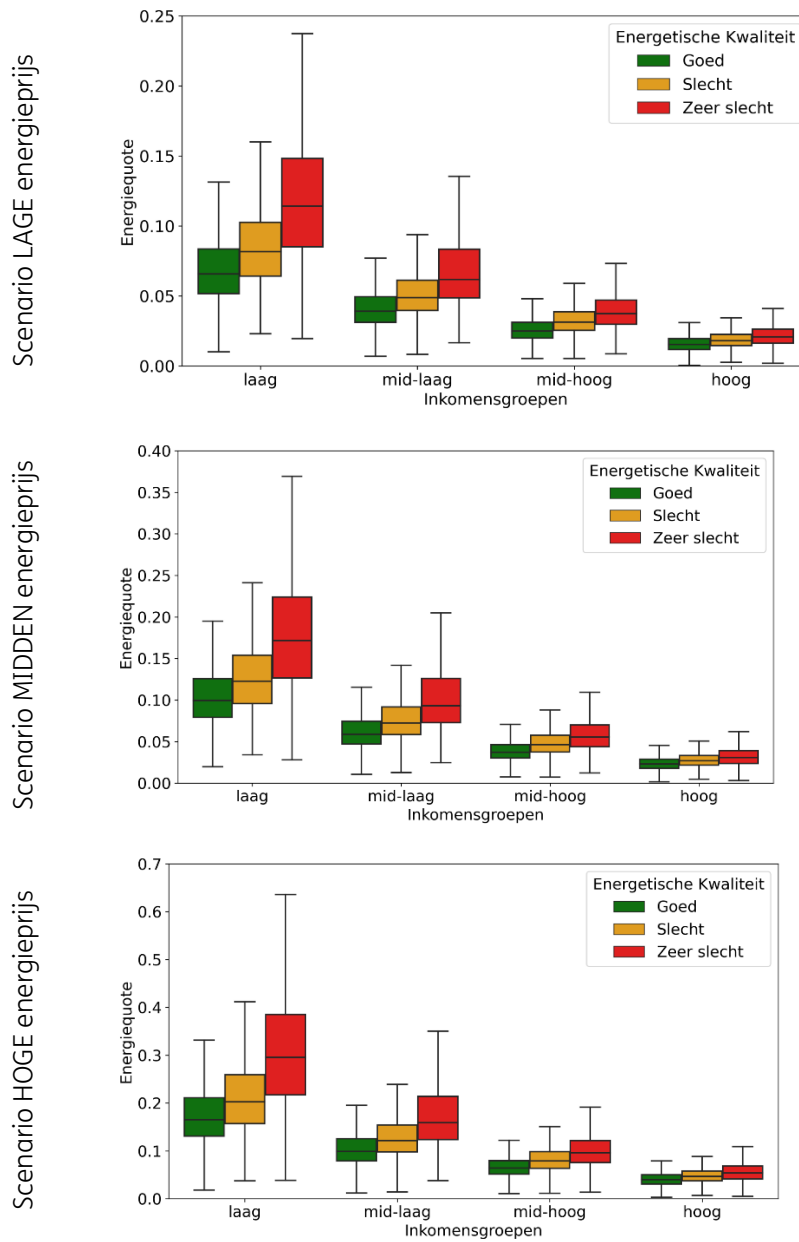 Scenario LAGE energieprijs
Energiequote
0.25
0.20
0.15
0.10
0.05
0.00
Energetische Kwaliteit
Goed
Slecht
Zeer slecht
laag
mid-laag
mid-hoog
hoog
Inkomensgroepen
Scenario MIDDEN energieprijs
Energiequote
0.40
0.35
0.30
0.25
0.20
0.15
0.10
0.05
0.00
Energetische Kwaliteit
Goed
Slecht
Zeer slecht
laag
mid-laag
mid-hoog
hoog
Inkomensgroepen
Scenario HOGE energieprijs
Energiequote
0.7
0.6
0.5
0.4
0.3
0.2
0.1
0.0
Energetische Kwaliteit
Goed
Slecht
Zeer slecht
laag
mid-laag
mid-hoog
hoog
Inkomensgroepen